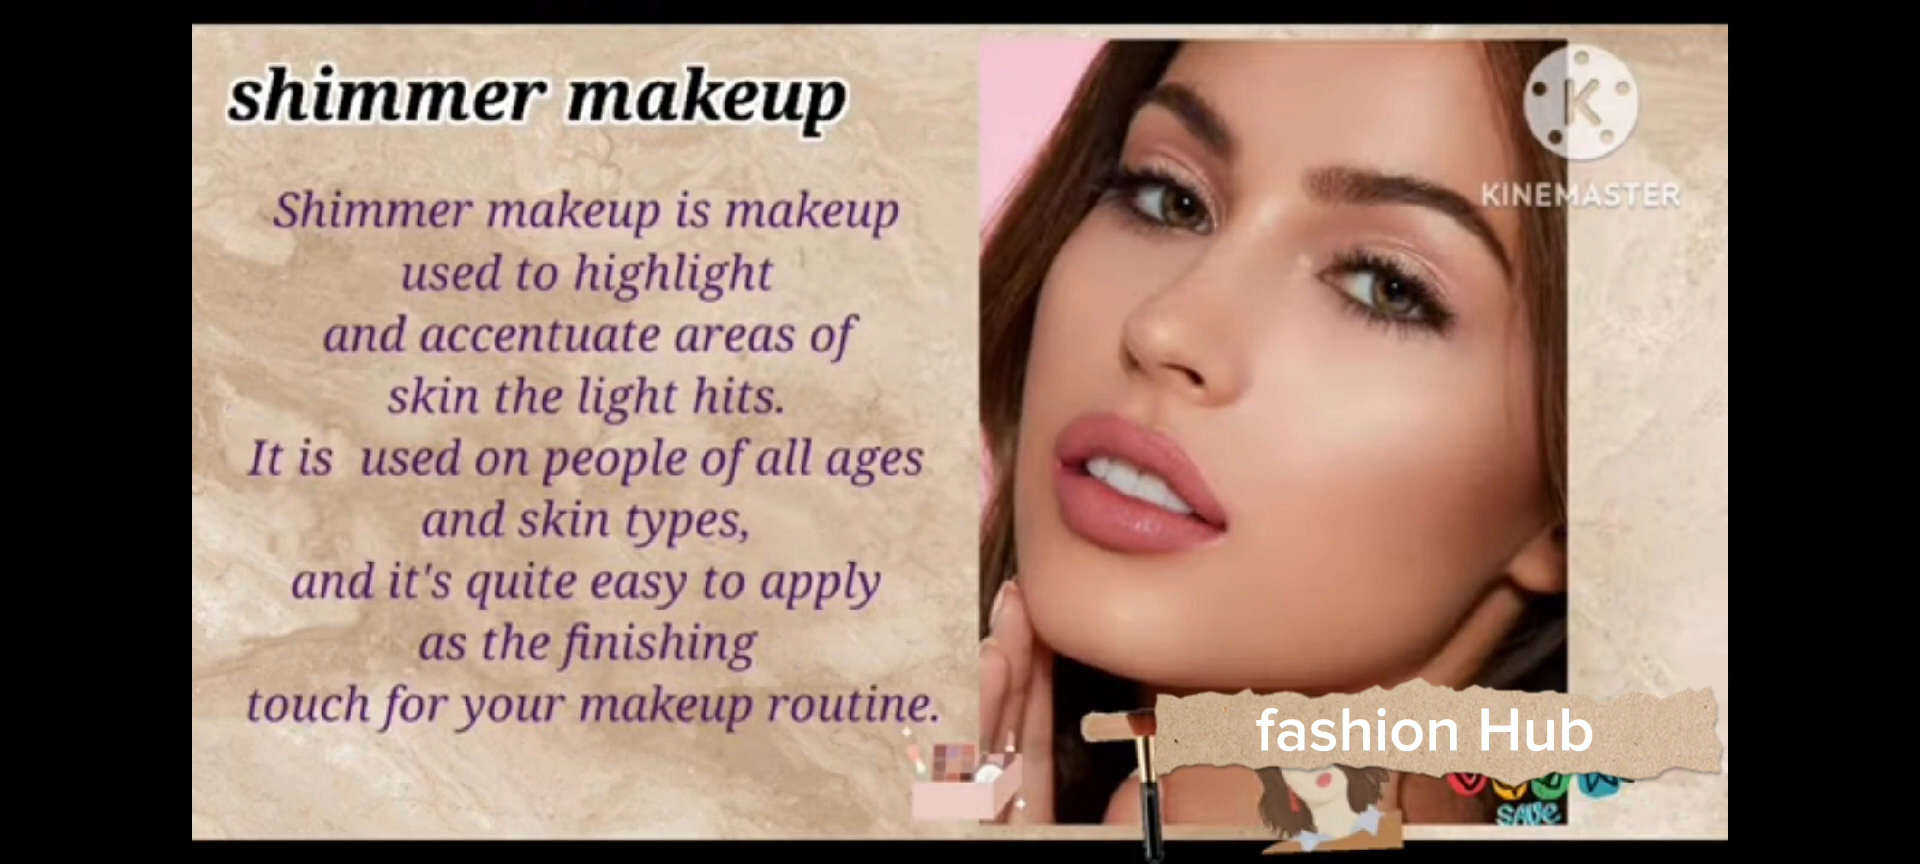 shimmer makeup
Shimmer makeup is makeup
used to highlight
and accentuate areas of
skin the light hits.
It is  used on people of all ages
and skin types,
and it's quite easy to apply
as the finishing
touch for your makeup routine.
K
KINEMASTER
fashion Hub
SAVE